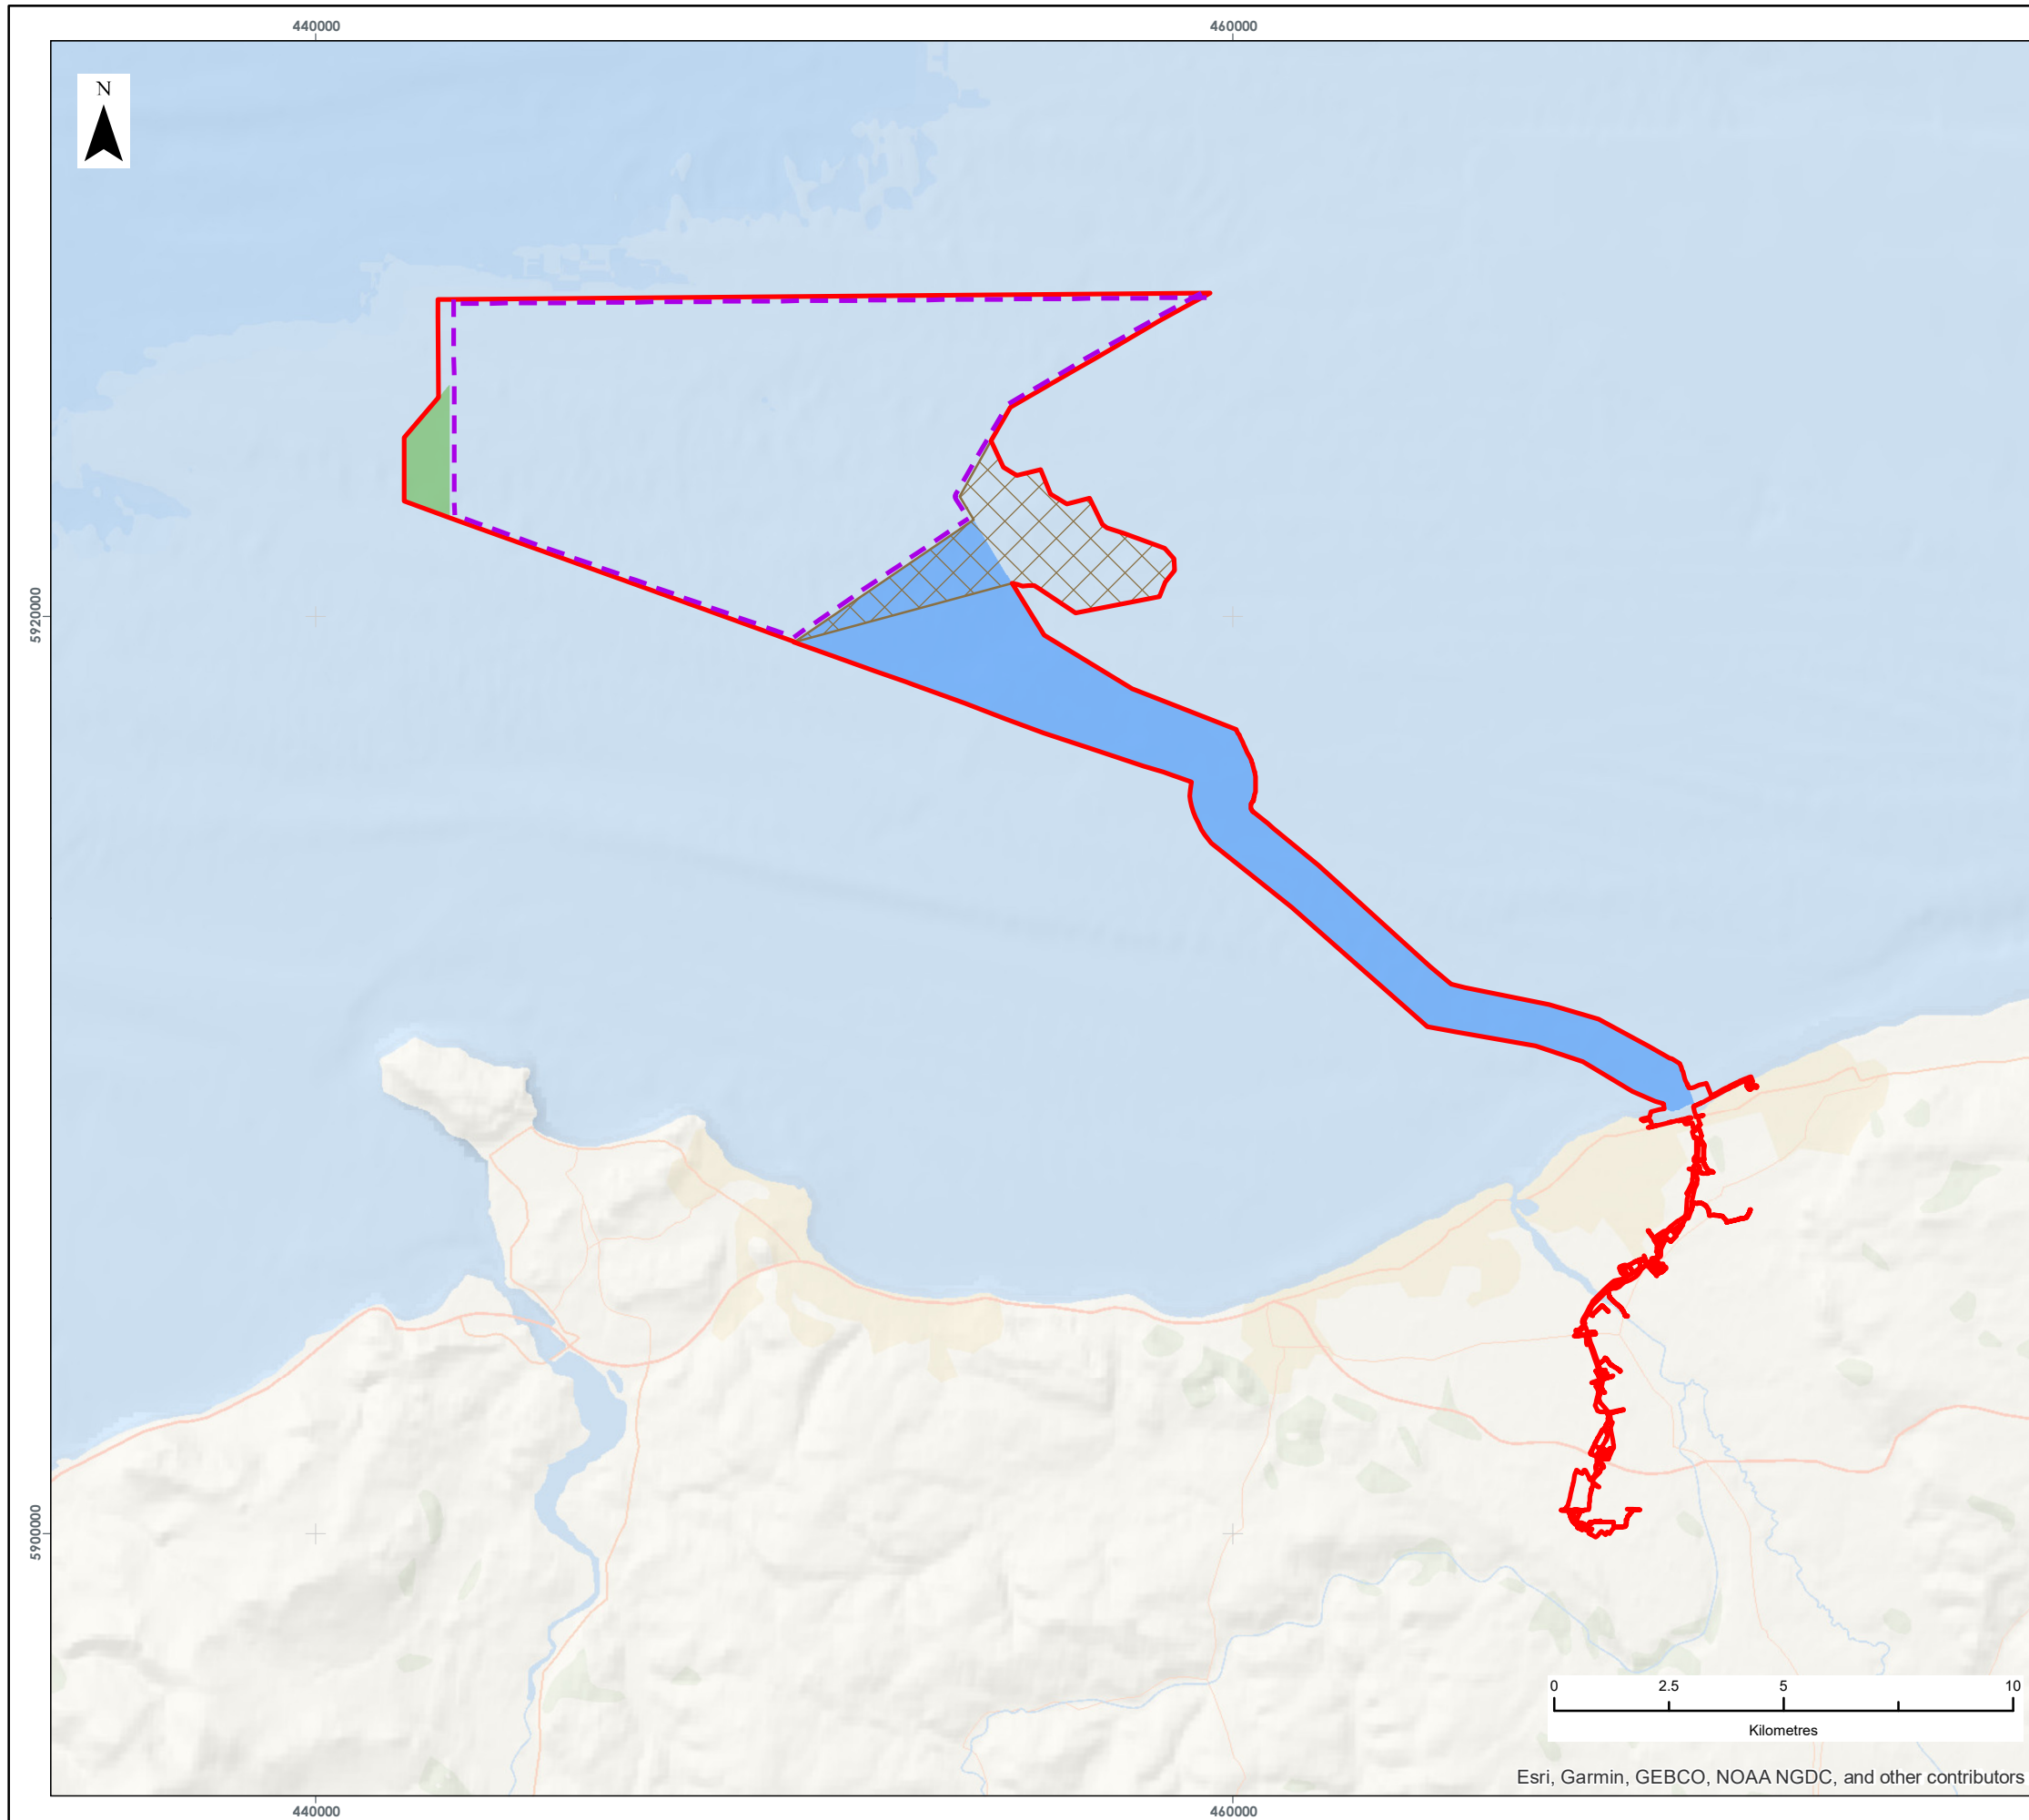 440000 460000
N
5920000
5900000
0 2.5 5 10
Kilometres
Esri, Garmin, GEBCO, NOAA NGDC, and other contributors
440000 460000